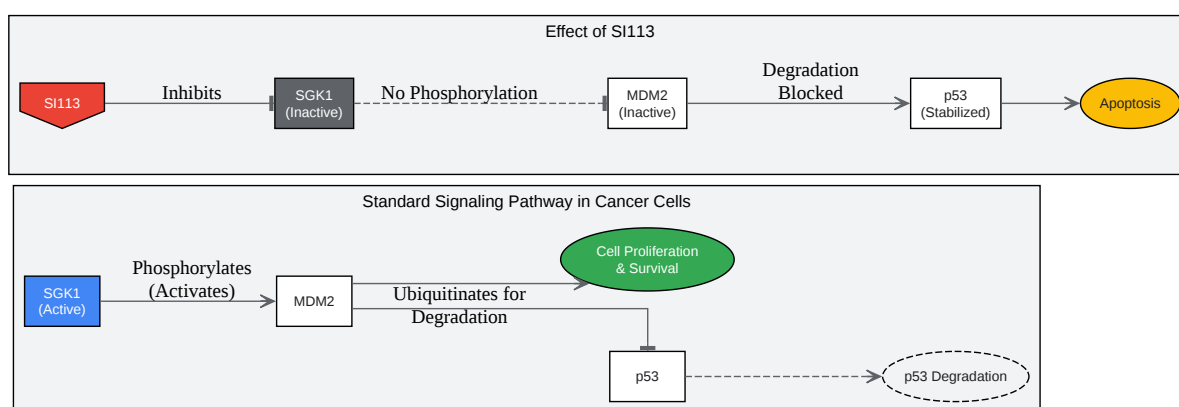 Effect of SI113
SI113
Inhibits
SGK1
(Inactive)
No Phosphorylation
MDM2
(Inactive)
Degradation
Blocked
p53
(Stabilized)
Apoptosis
Standard Signaling Pathway in Cancer Cells
SGK1
(Active)
Phosphorylates
(Activates)
MDM2
Cell Proliferation
& Survival
Ubiquitinates for
Degradation
p53
p53 Degradation